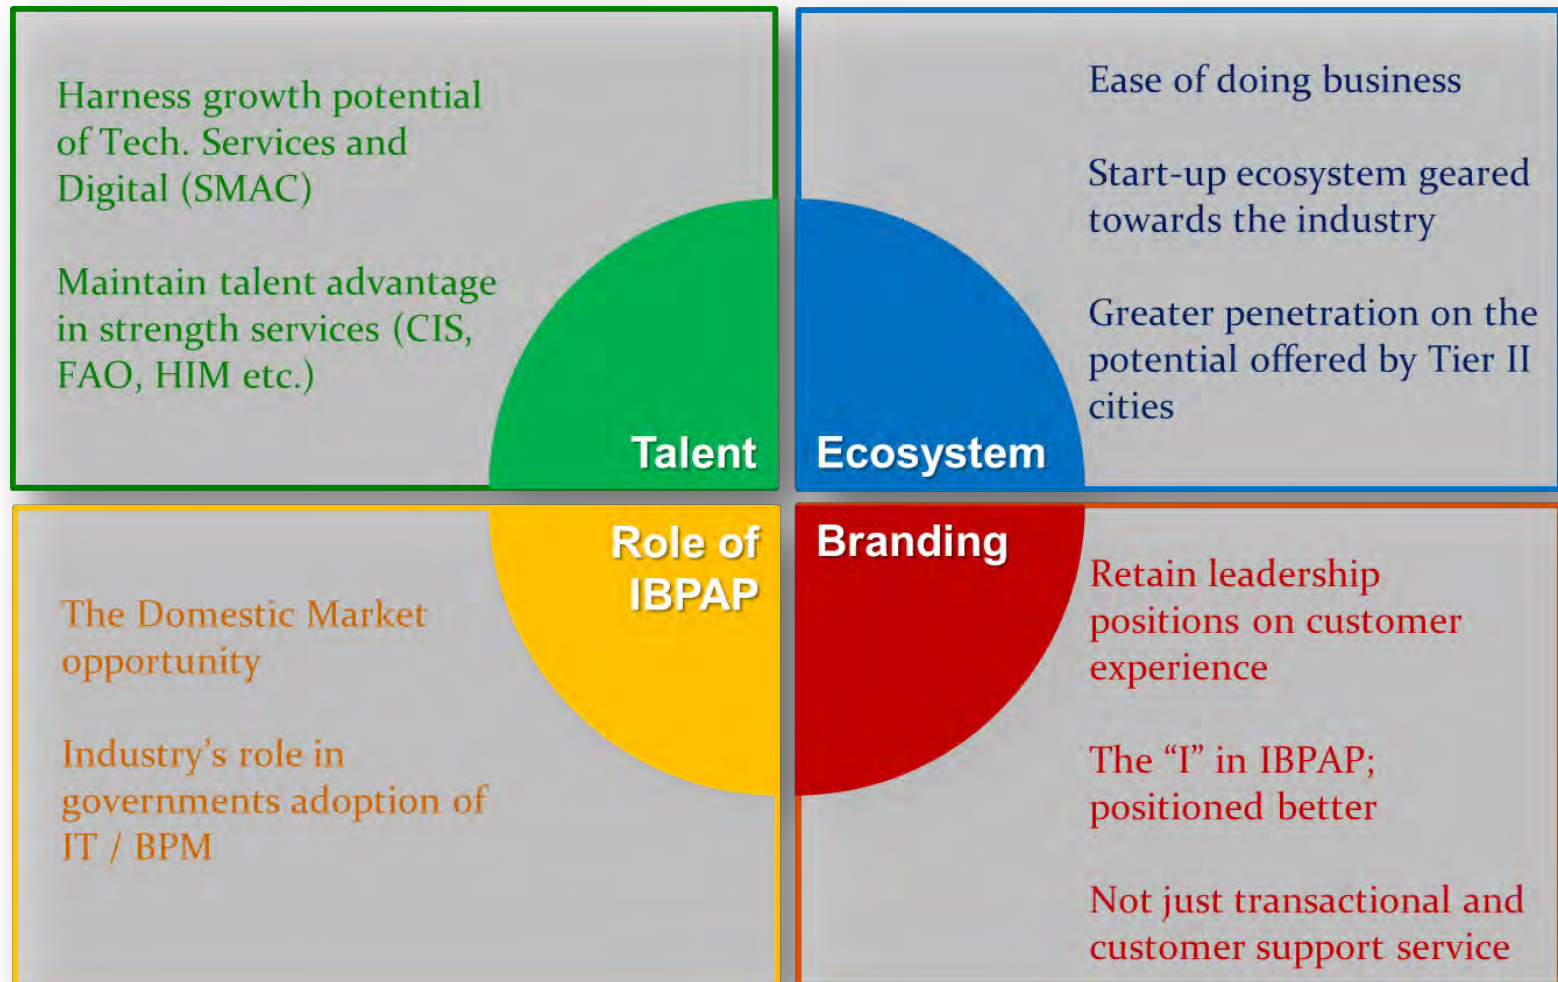 Harness growth potential
of Tech. Services and
Digital (SMAC)
Maintain talent advantage
in strength services (CIS,
FAO, HIM etc.)
Talent
Ease of doing business
Start-up ecosystem geared
towards the industry
Greater penetration on the
potential offered by Tier II
cities
Ecosystem
Role of
IBPAP
The Domestic Market
opportunity
Industry’s role in
governments adoption of
IT / BPM
Branding
Retain leadership
positions on customer
experience
The “I” in IBPAP;
positioned better
Not just transactional and
customer support service